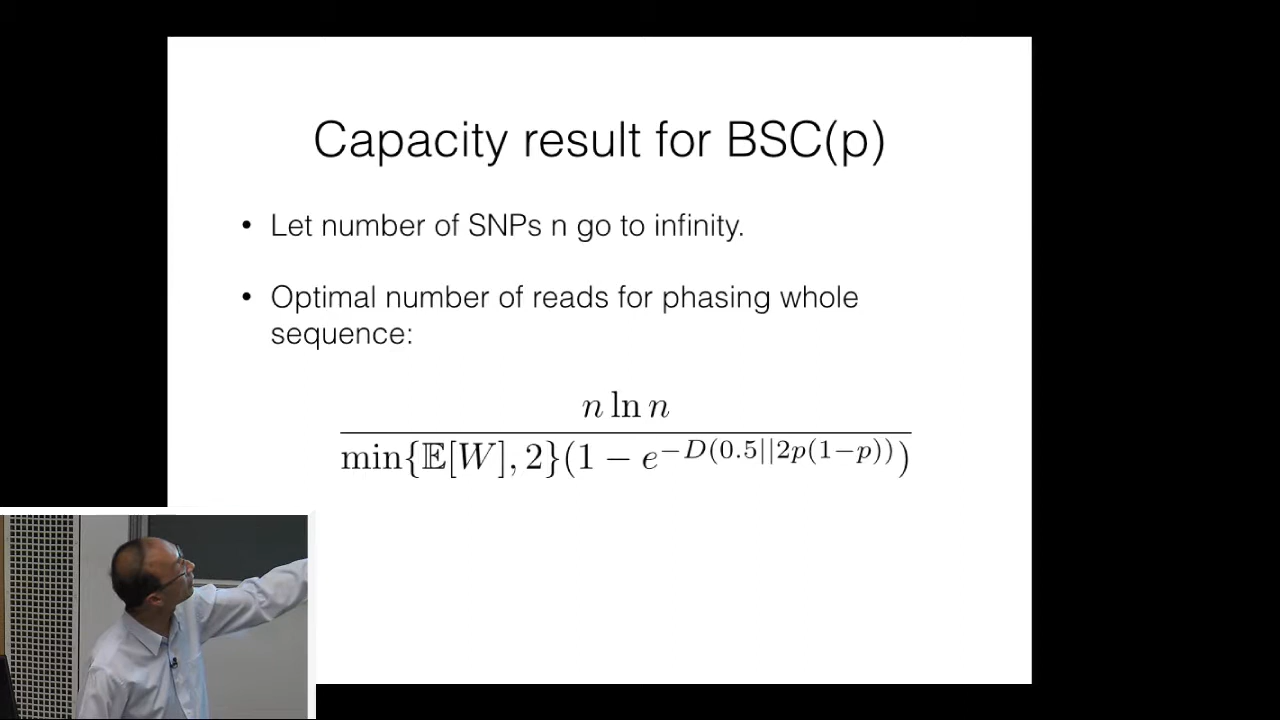 Capacity result for BSC(p)
• Let number of SNPs n go to infinity.
• Optimal number of reads for phasing whole
sequence:
n ln n
min{𝔼[W], 2}(1 − e^{−D(0.5||2p(1−p))})